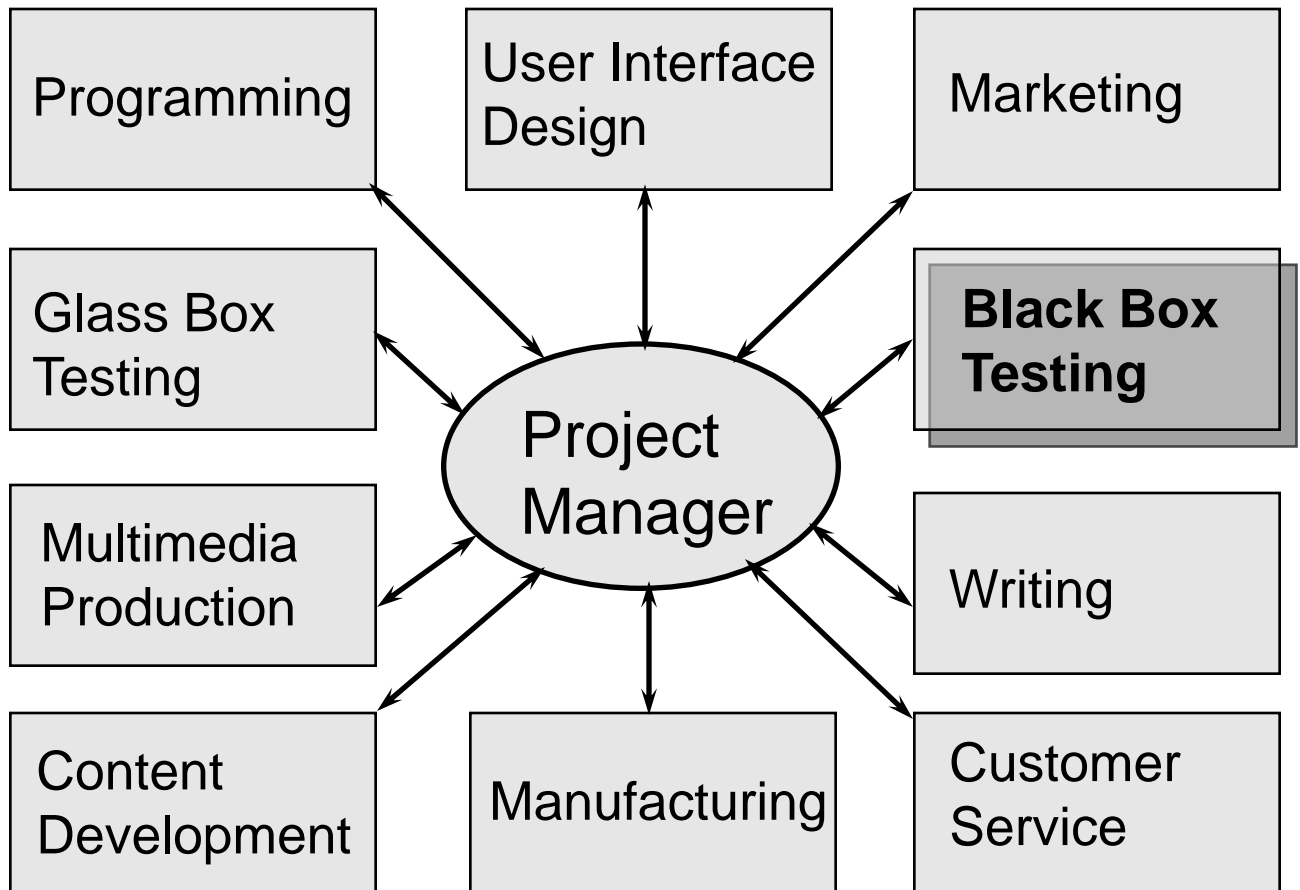 Programming
User Interface
Design
Marketing
Glass Box
Testing
Black Box
Testing
Project
Manager
Multimedia
Production
Writing
Content
Development
Manufacturing
Customer
Service